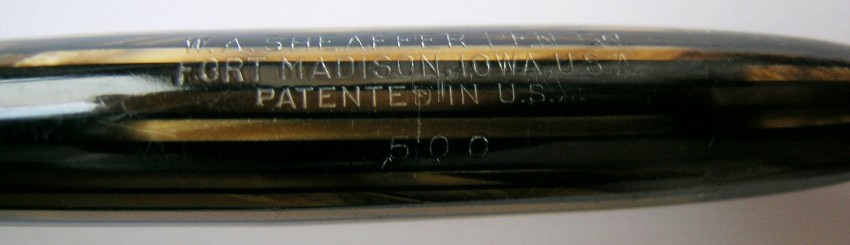 W.A. SHEAFFER PEN CO.
FORT MADISON, IOWA, U.S.A.
PATENTED IN U.S.A.
500